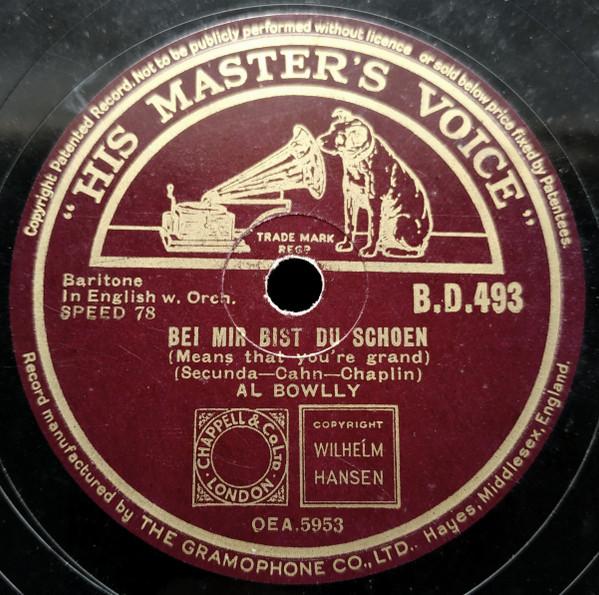 Copyright Patented Record. Not to be publicly performed without licence or sold below price fixed by Patentees.
"HIS MASTER'S VOICE"
TRADE MARK
REGD
Baritone
In English w. Orch.
SPEED 78
B.D.493
BEI MIR BIST DU SCHOEN
(Means that you're grand)
(Secunda—Cahn—Chaplin)
AL BOWLLY
CHAPPELL & Co LTD.
LONDON
COPYRIGHT
WILHELM
HANSEN
OEA.5953
Record manufactured by THE GRAMOPHONE CO., LTD., Hayes, Middlesex, England.